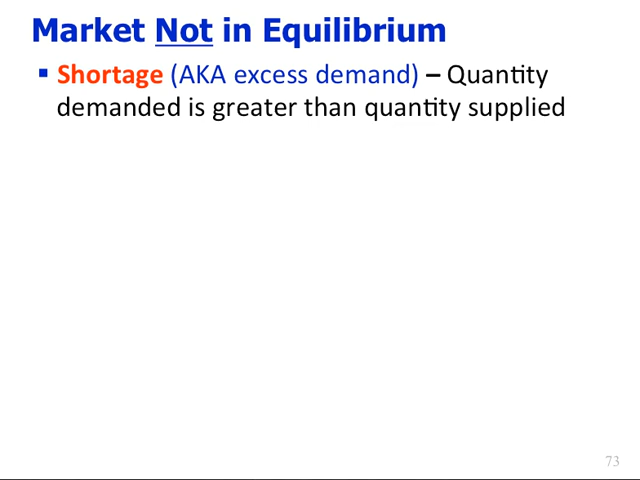 Market Not in Equilibrium
▪ Shortage (AKA excess demand) – Quantity
demanded is greater than quantity supplied
73